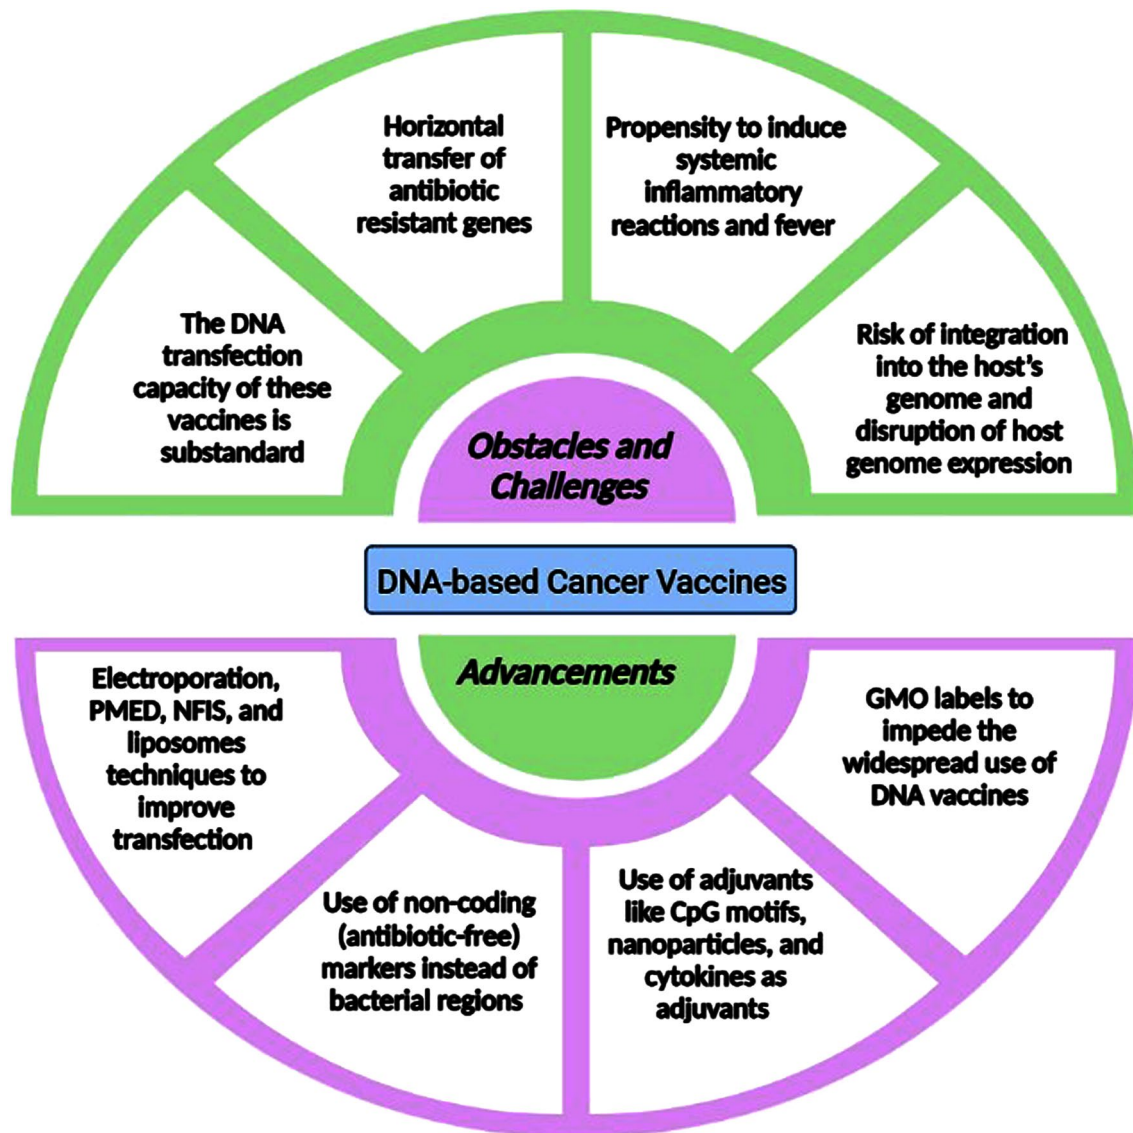 Horizontal
transfer of
antibiotic
resistant genes
Propensity to induce
systemic
inflammatory
reactions and fever
The DNA
transfection
capacity of these
vaccines is
substandard
Risk of integration
into the host's
genome and
disruption of host
genome expression
Obstacles and
Challenges
DNA-based Cancer Vaccines
Advancements
Electroporation,
PMED, NFIS, and
liposomes
techniques to
improve
transfection
Use of non-coding
(antibiotic-free)
markers instead of
bacterial regions
Use of adjuvants
like CpG motifs,
nanoparticles, and
cytokines as
adjuvants
GMO labels to
impede the
widespread use of
DNA vaccines